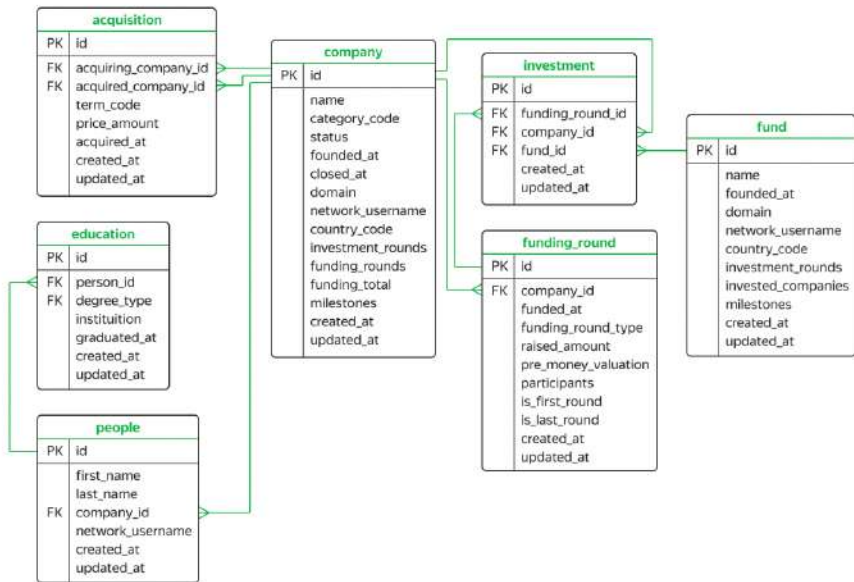 acquisition
PK id
FK acquiring_company_id
FK acquired_company_id
term_code
price_amount
acquired_at
created_at
updated_at
company
PK id
name
category_code
status
founded_at
closed_at
domain
network_username
country_code
investment_rounds
funding_rounds
funding_total
milestones
created_at
updated_at
investment
PK id
FK funding_round_id
FK company_id
FK fund_id
created_at
updated_at
fund
PK id
name
founded_at
domain
network_username
country_code
investment_rounds
invested_companies
milestones
created_at
updated_at
education
PK id
FK person_id
FK degree_type
instituition
graduated_at
created_at
updated_at
funding_round
PK id
FK company_id
funded_at
funding_round_type
raised_amount
pre_money_valuation
participants
is_first_round
is_last_round
created_at
updated_at
people
PK id
first_name
last_name
FK company_id
network_username
created_at
updated_at